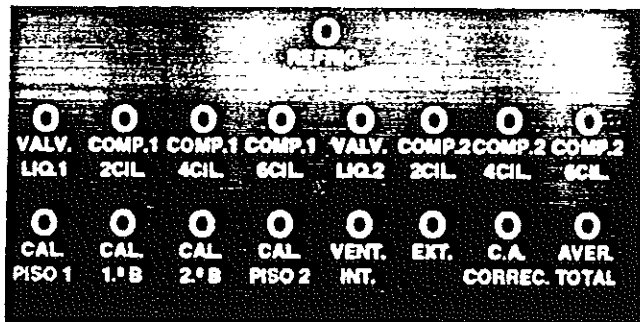 REFRIG.
VALV. COMP.1 COMP.1 COMP.1 VALV. COMP.2 COMP.2 COMP.2
LIQ.1 2CIL. 4CIL. 6CIL. LIQ.2 2CIL. 4CIL. 6CIL.
CAL. CAL. CAL. CAL. VENT. EXT. C.A. AVER.
PISO 1 1.ª B 2.ª B PISO 2 INT. CORREC. TOTAL